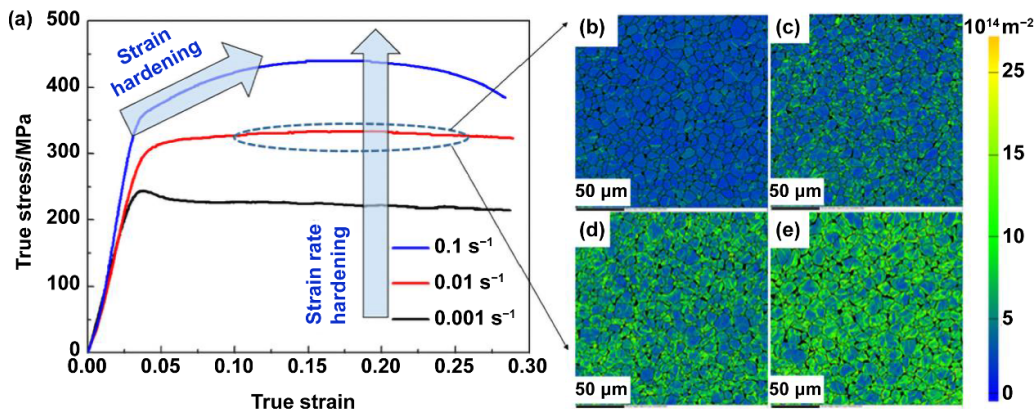 (a)
500
400
300
200
100
0
True stress/MPa
0.00
0.05
0.10
0.15
0.20
0.25
0.30
True strain
Strain
hardening
Strain rate
hardening
0.1 s⁻¹
0.01 s⁻¹
0.001 s⁻¹
(b)
50 µm
(c)
50 µm
(d)
50 µm
(e)
50 µm
10¹⁴ m⁻²
25
20
15
10
5
0